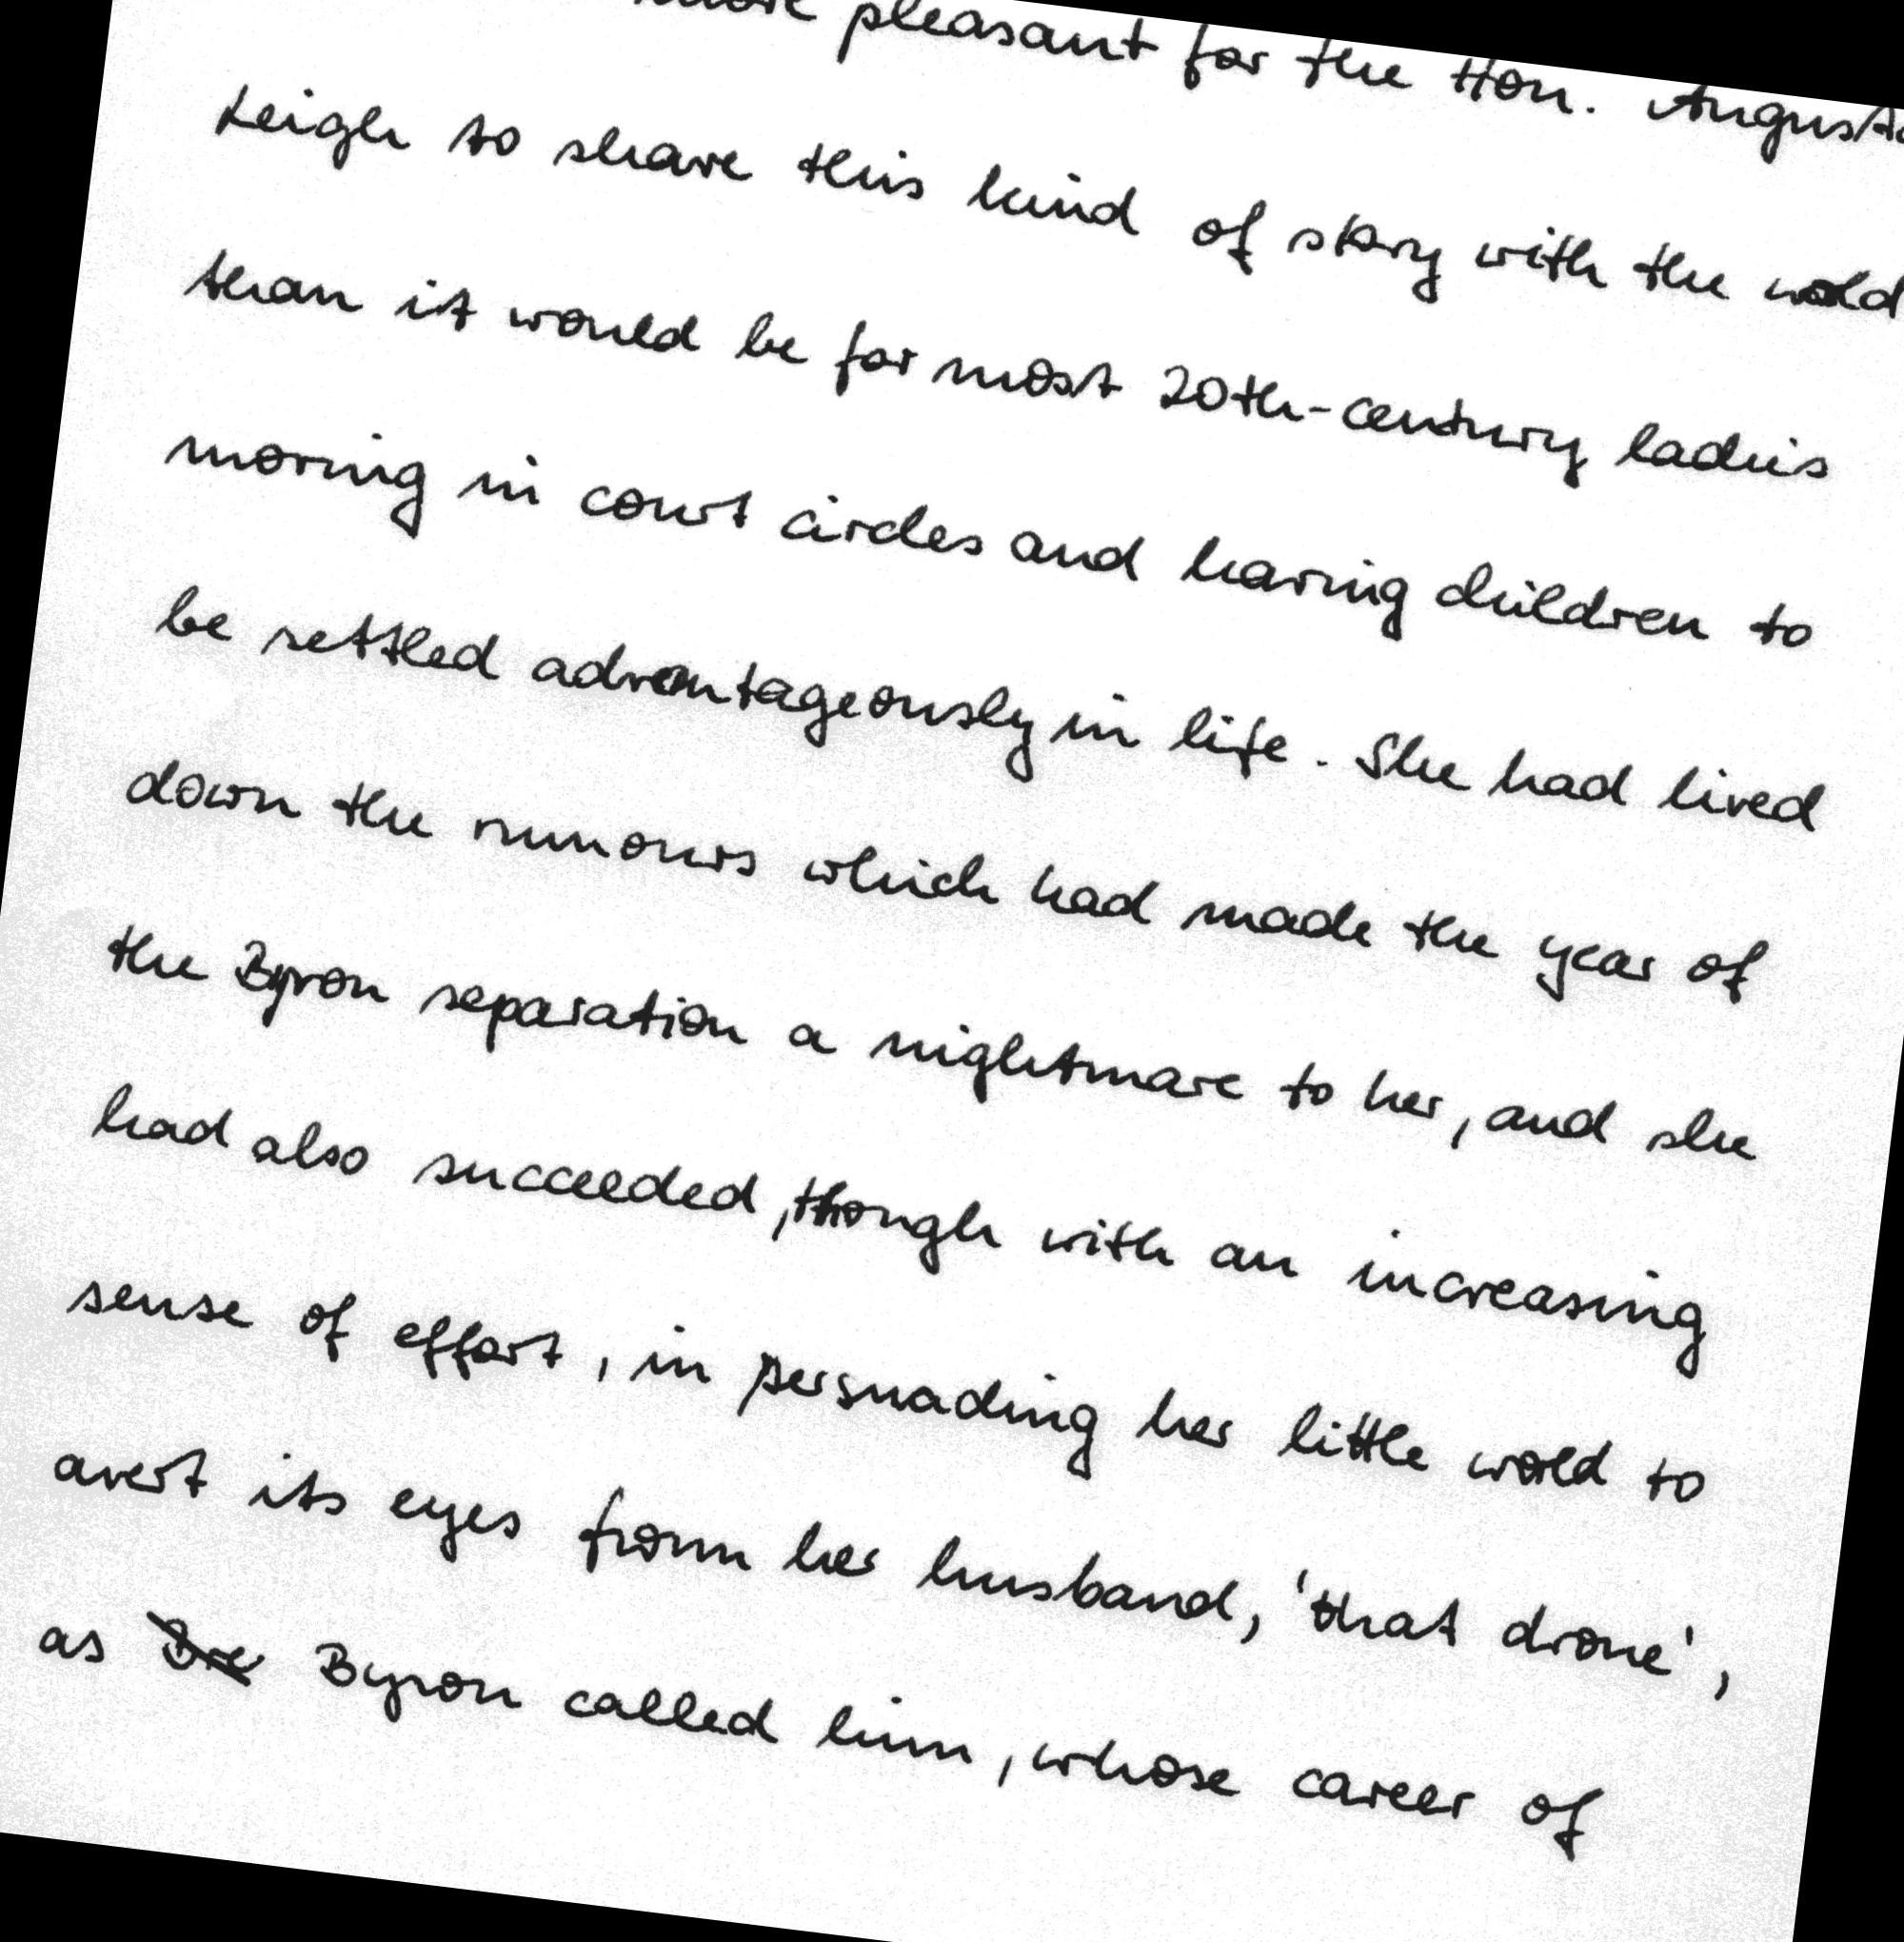 more pleasant for the Hon. Augusta
Leigh to share this kind of story with the world
than it would be for most 20th-century ladies
moving in court circles and having children to
be settled advantageously in life. She had lived
down the rumours which had made the year of
the Byron separation a nightmare to her, and she
had also succeeded, though with an increasing
sense of effort, in persuading her little world to
avert its eyes from her husband, 'that drone',
as Byron called him, whose career of